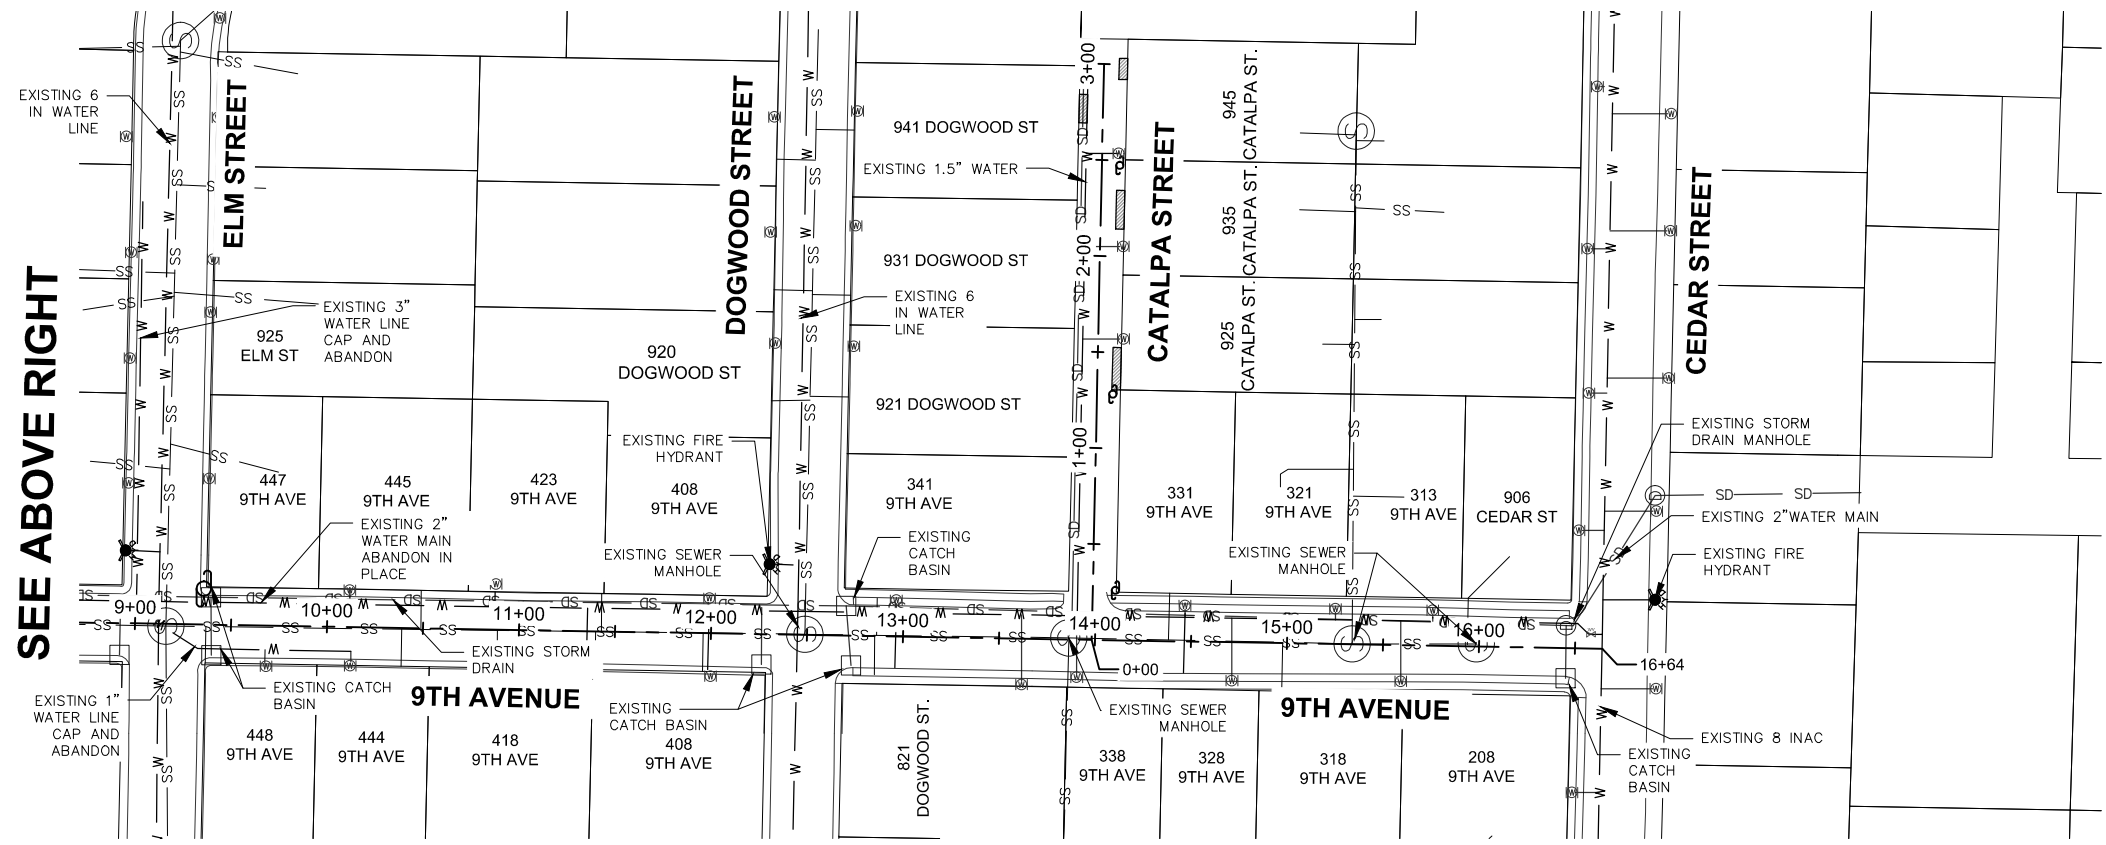 EXISTING 6
IN WATER
LINE
ELM STREET
DOGWOOD STREET
941 DOGWOOD ST
EXISTING 1.5" WATER
3+00
945
CATALPA ST.
CATALPA STREET
CEDAR STREET
SEE ABOVE RIGHT
935
CATALPA ST.
2+00
931 DOGWOOD ST
EXISTING 6
IN WATER
LINE
EXISTING 3"
WATER LINE
CAP AND
ABANDON
925
ELM ST
920
DOGWOOD ST
925
CATALPA ST.
921 DOGWOOD ST
1+00
EXISTING FIRE
HYDRANT
EXISTING STORM
DRAIN MANHOLE
447
9TH AVE
445
9TH AVE
423
9TH AVE
408
9TH AVE
341
9TH AVE
331
9TH AVE
321
9TH AVE
313
9TH AVE
906
CEDAR ST
SD
SD
EXISTING 2"WATER MAIN
EXISTING 2"
WATER MAIN
ABANDON IN
PLACE
EXISTING SEWER
MANHOLE
EXISTING
CATCH
BASIN
EXISTING SEWER
MANHOLE
EXISTING FIRE
HYDRANT
9+00
10+00
11+00
12+00
13+00
14+00
15+00
16+00
0+00
16+64
EXISTING STORM
DRAIN
EXISTING CATCH
BASIN
9TH AVENUE
EXISTING
CATCH BASIN
EXISTING SEWER
MANHOLE
9TH AVENUE
EXISTING 1"
WATER LINE
CAP AND
ABANDON
EXISTING 8 INAC
EXISTING
CATCH
BASIN
448
9TH AVE
444
9TH AVE
418
9TH AVE
408
9TH AVE
821
DOGWOOD ST.
338
9TH AVE
328
9TH AVE
318
9TH AVE
208
9TH AVE